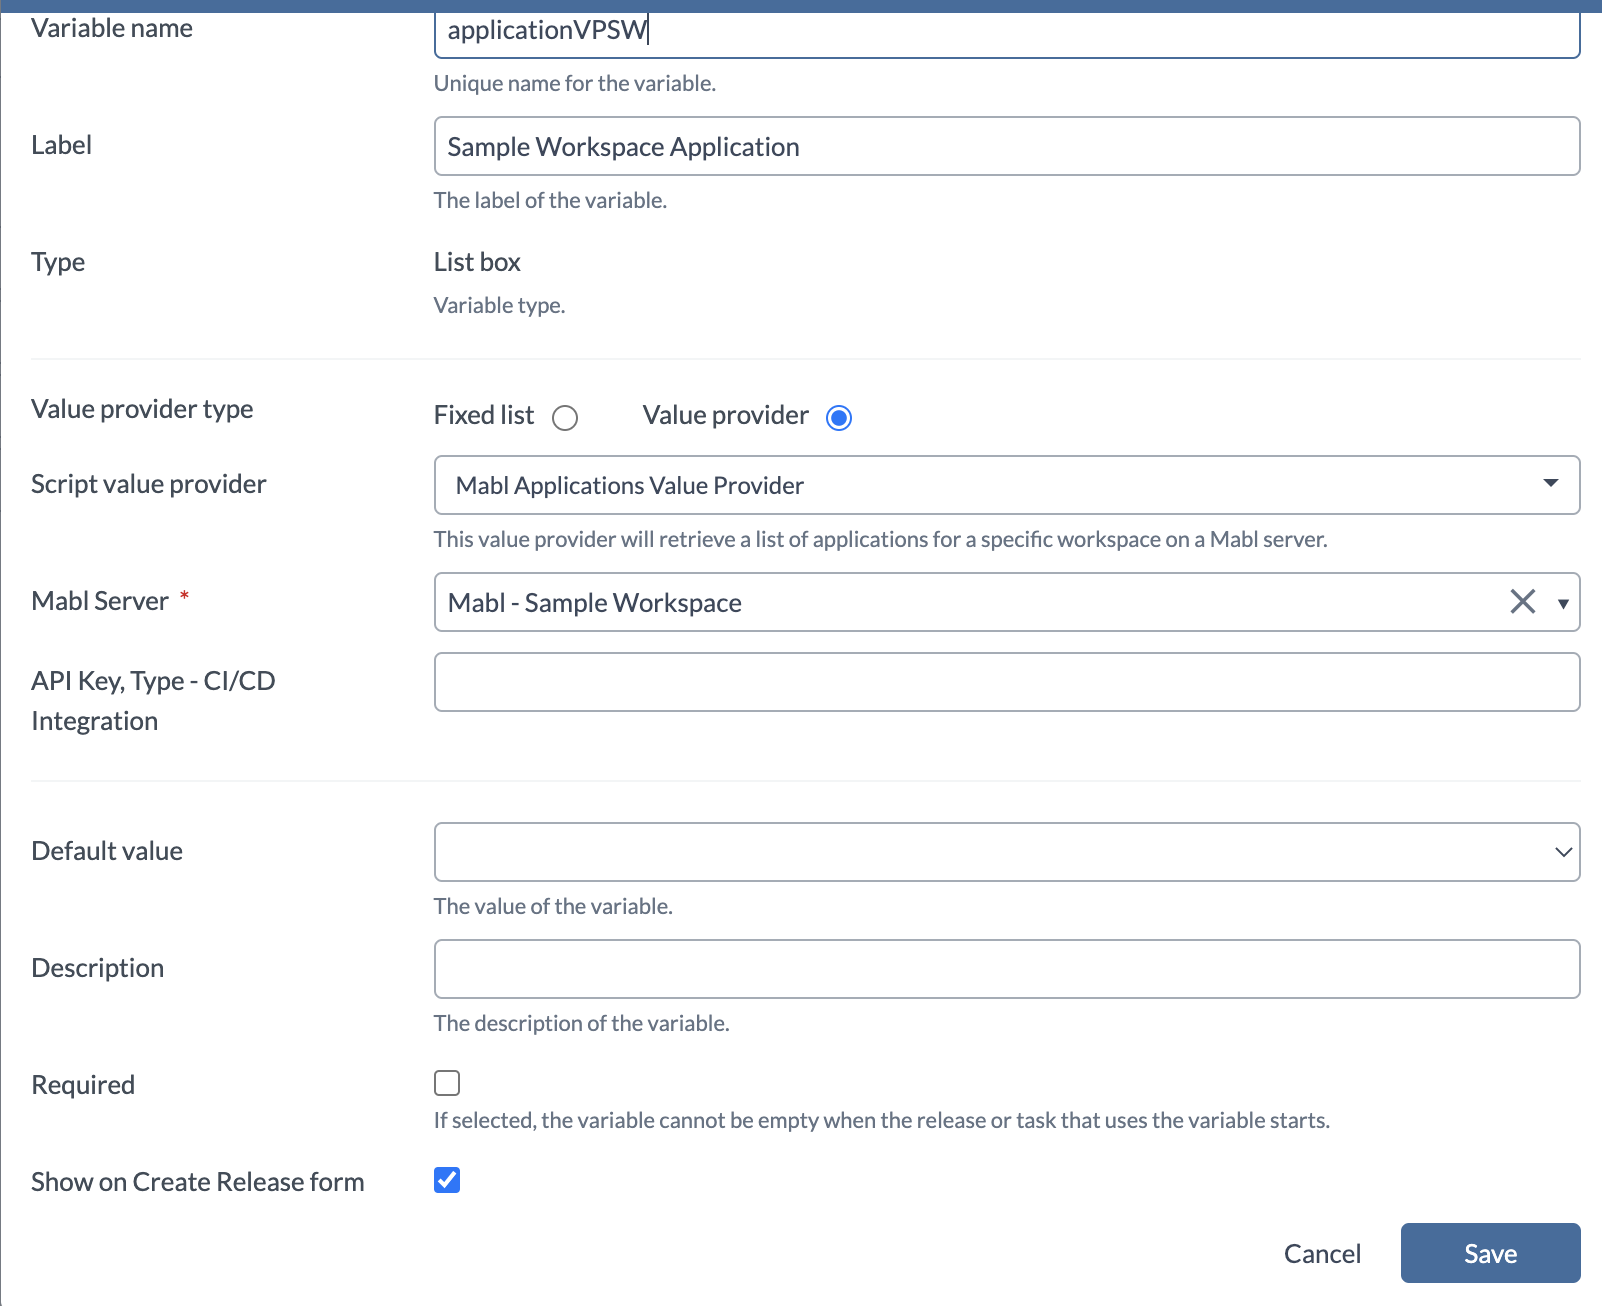 Variable name
applicationVPSW
Unique name for the variable.
Label
Sample Workspace Application
The label of the variable.
Type
List box
Variable type.
Value provider type
Fixed list
Value provider
Script value provider
Mabl Applications Value Provider
This value provider will retrieve a list of applications for a specific workspace on a Mabl server.
Mabl Server *
Mabl - Sample Workspace
API Key, Type - CI/CD
Integration
Default value
The value of the variable.
Description
The description of the variable.
Required
If selected, the variable cannot be empty when the release or task that uses the variable starts.
Show on Create Release form
Cancel
Save